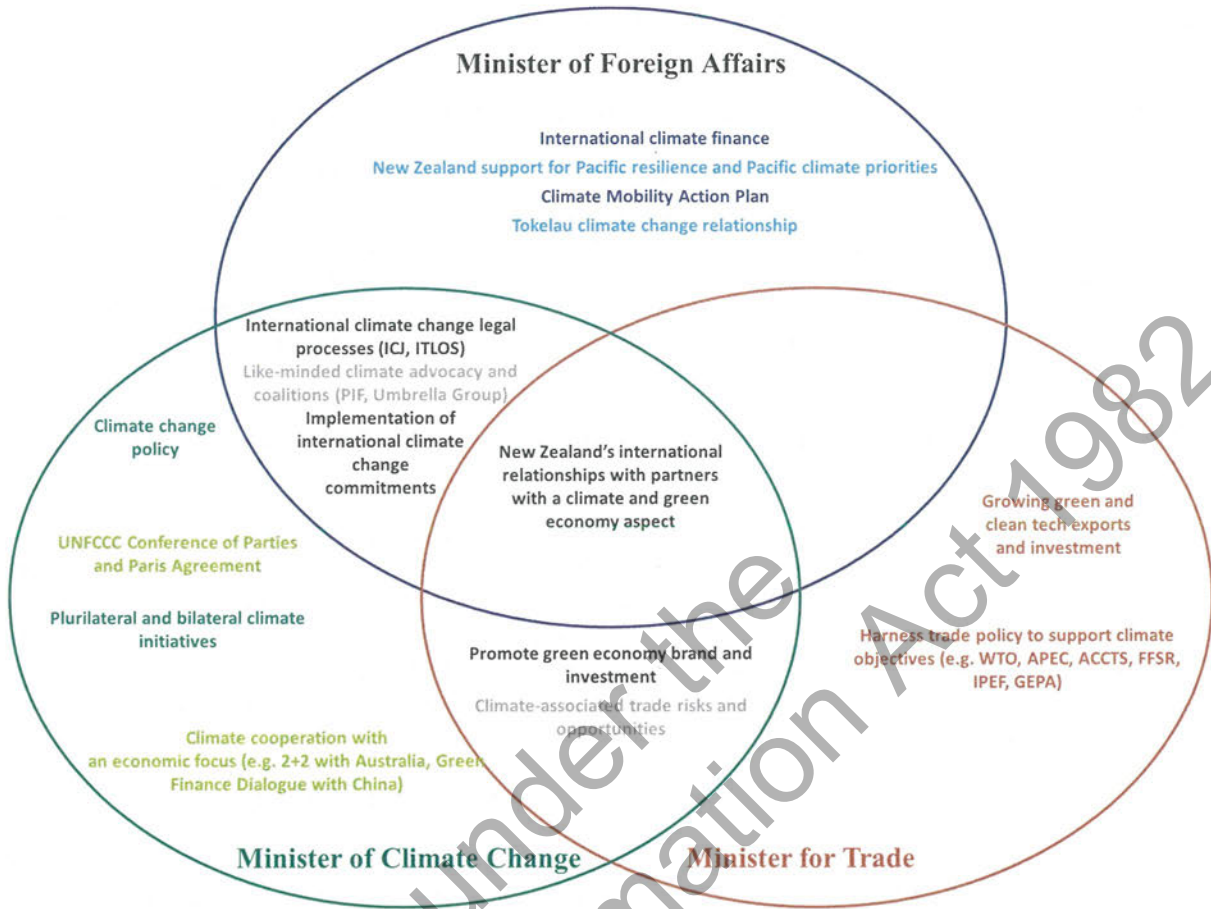 Minister of Foreign Affairs
International climate finance
New Zealand support for Pacific resilience and Pacific climate priorities
Climate Mobility Action Plan
Tokelau climate change relationship
International climate change legal
processes (ICJ, ITLOS)
Like-minded climate advocacy and
coalitions (PIF, Umbrella Group)
Implementation of
international climate
change
commitments
Climate change
policy
New Zealand's international
relationships with partners
with a climate and green
economy aspect
Growing green and
clean tech exports
and investment
UNFCCC Conference of Parties
and Paris Agreement
Plurilateral and bilateral climate
initiatives
Harness trade policy to support climate
objectives (e.g. WTO, APEC, ACCTS, FFSR,
IPEF, GEPA)
Promote green economy brand and
investment
Climate-associated trade risks and
opportunities
Climate cooperation with
an economic focus (e.g. 2+2 with Australia, Green
Finance Dialogue with China)
Minister of Climate Change
Minister for Trade
under the
mation Act 1982